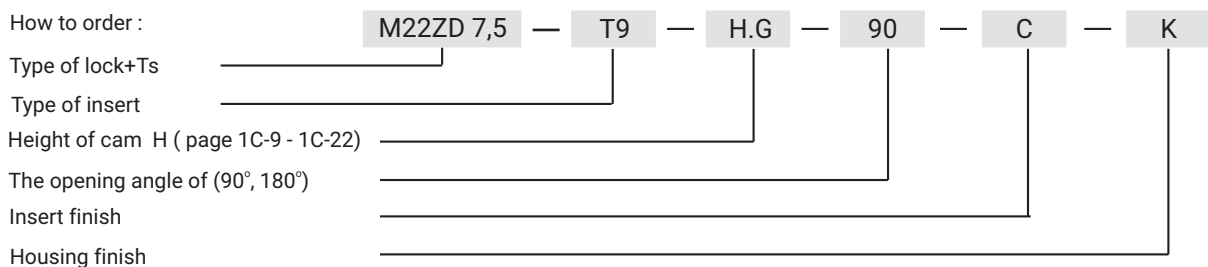 How to order :
M22ZD 7,5 — T9 — H.G — 90 — C — K
Type of lock+Ts
Type of insert
Height of cam H ( page 1C-9 - 1C-22)
The opening angle of (90°, 180°)
Insert finish
Housing finish